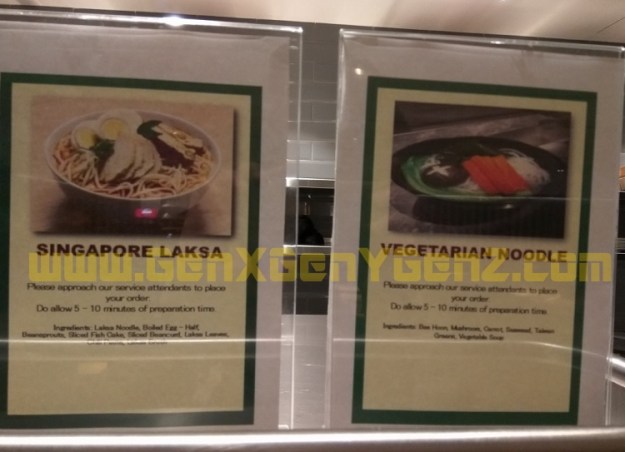 SINGAPORE LAKSA
Please approach our service attendants to place
your order.
Do allow 5 - 10 minutes of preparation time.
Ingredients: Laksa Noodle, Boiled Egg - Half,
Beansprouts, Sliced Fish Cake, Sliced Beancurd, Laksa Leaves,
VEGETARIAN NOODLE
Please approach our service attendants to place
your order.
Do allow 5 - 10 minutes of preparation time.
Ingredients: Bee Hoon, Mushroom, Carrot, Seaweed, Taiwan
Greens, Vegetable Soup
www.GenXGenYGenZ.com